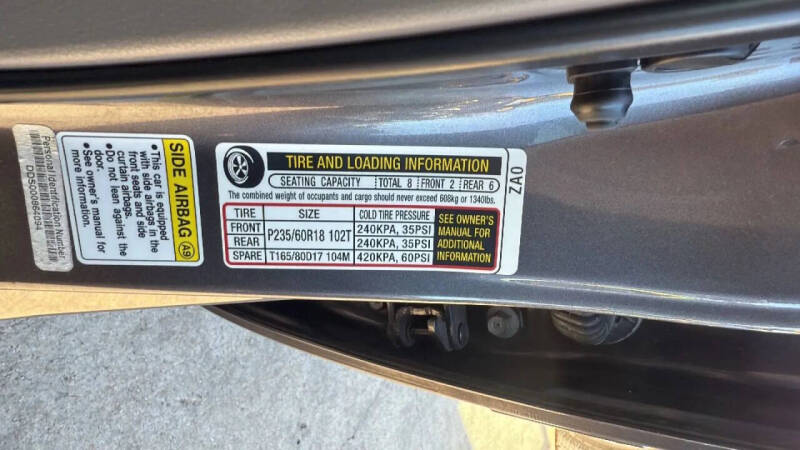 Personal Identification Number
DDS000864094
SIDE AIRBAG A9
•This car is equipped
with side airbags in the
front seats and side
curtain airbags.
•Do not lean against the
door.
•See owner's manual for
more information.
TIRE AND LOADING INFORMATION
SEATING CAPACITY TOTAL 8 FRONT 2 REAR 6
The combined weight of occupants and cargo should never exceed 608kg or 1340lbs.
TIRE SIZE COLD TIRE PRESSURE
FRONT P235/60R18 102T 240KPA, 35PSI
REAR 240KPA, 35PSI
SPARE T165/80D17 104M 420KPA, 60PSI
SEE OWNER'S
MANUAL FOR
ADDITIONAL
INFORMATION
ZA0